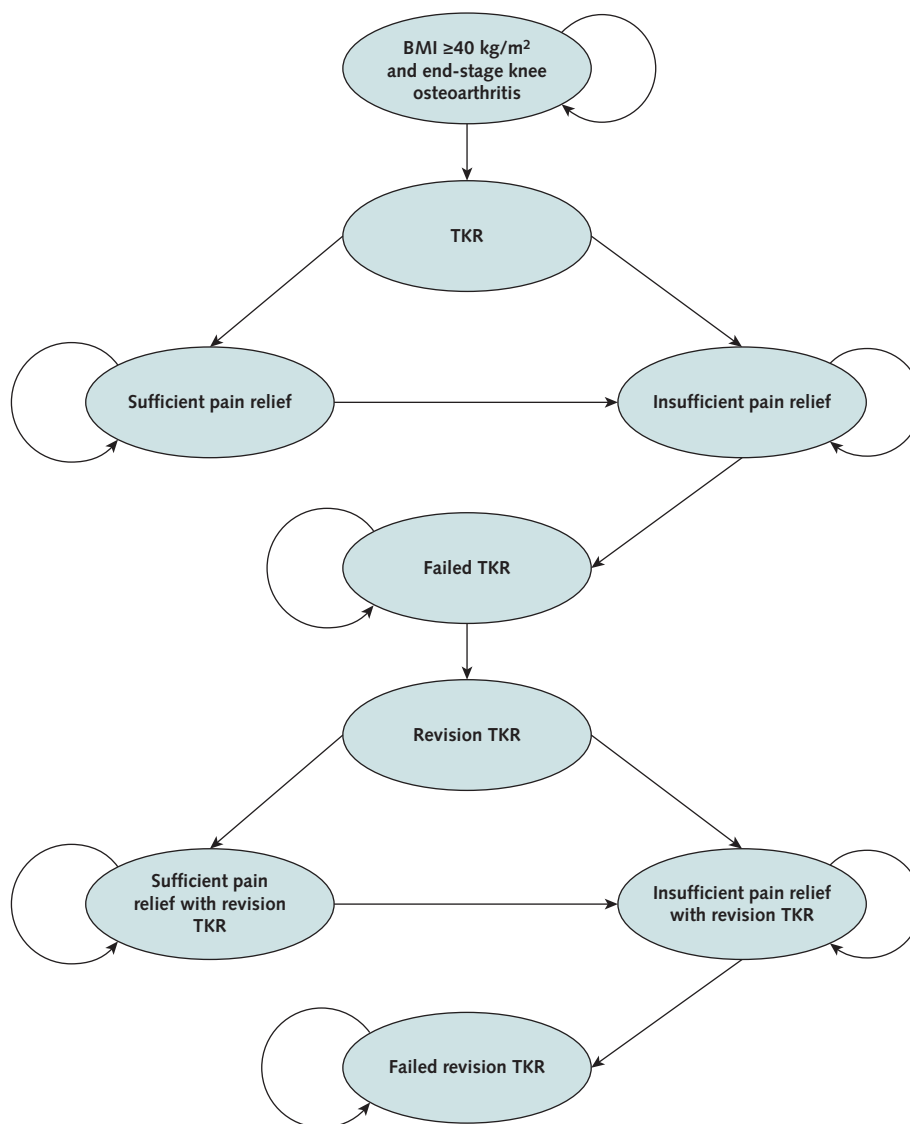 BMI ≥40 kg/m²
and end-stage knee
osteoarthritis
TKR
Sufficient pain relief
Insufficient pain relief
Failed TKR
Revision TKR
Sufficient pain
relief with revision
TKR
Insufficient pain relief
with revision TKR
Failed revision TKR